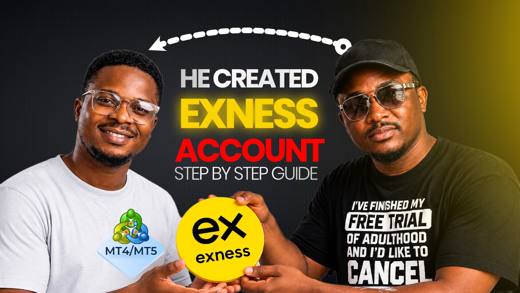 HE CREATED
EXNESS
ACCOUNT
STEP BY STEP GUIDE
MT4/MT5
ex
exness
I'VE FINISHED MY
FREE TRIAL
OF ADULTHOOD
AND I'D LIKE TO
CANCEL